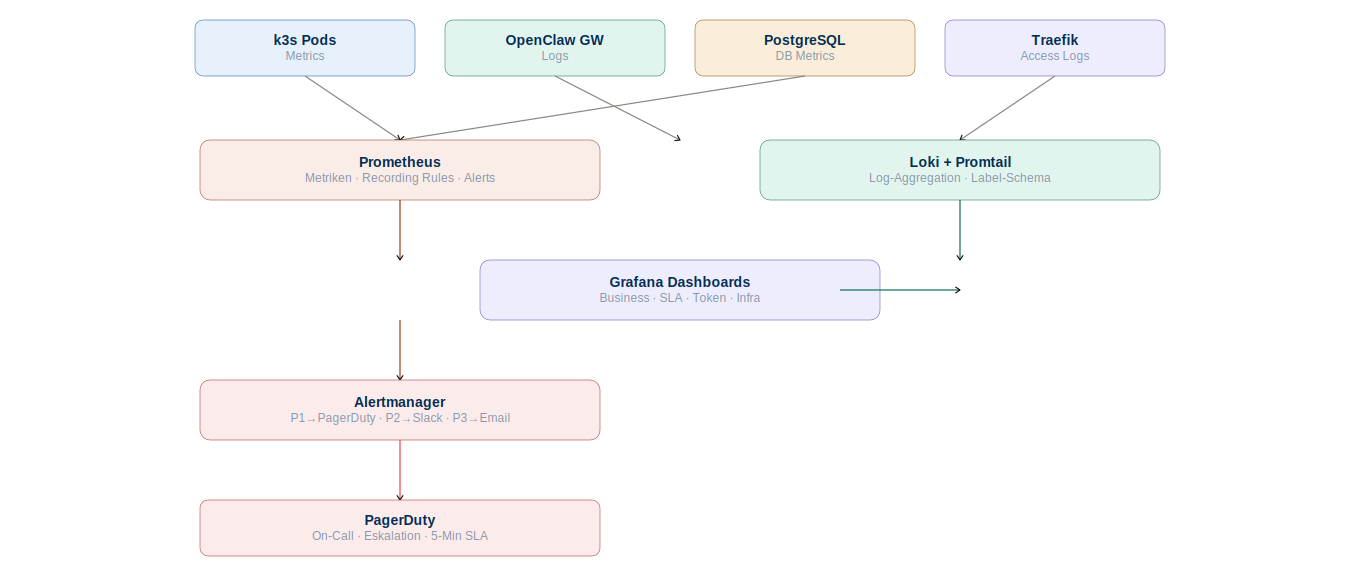 k3s Pods
Metrics
OpenClaw GW
Logs
PostgreSQL
DB Metrics
Traefik
Access Logs
Prometheus
Metriken · Recording Rules · Alerts
Loki + Promtail
Log-Aggregation · Label-Schema
Grafana Dashboards
Business · SLA · Token · Infra
Alertmanager
P1→PagerDuty · P2→Slack · P3→Email
PagerDuty
On-Call · Eskalation · 5-Min SLA